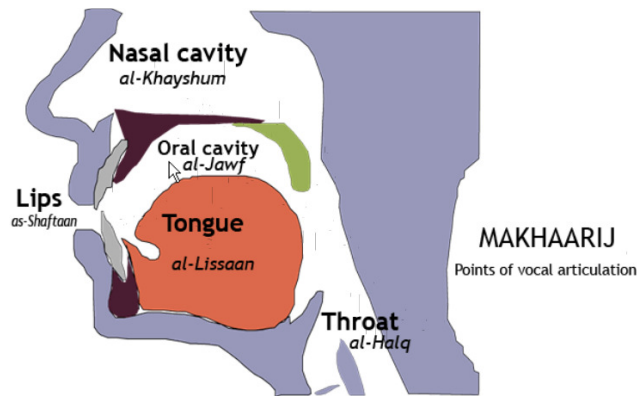 Nasal cavity
al-Khayshum
Oral cavity
al-Jawf
Lips
as-Shaftaan
Tongue
al-Lissaan
MAKHAARIJ
Points of vocal articulation
Throat
al-Halq